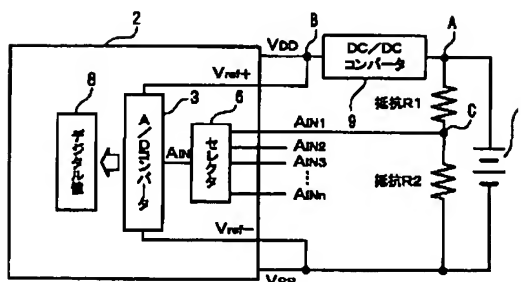 2
VDD
B
DC/DC
コンバータ
A
8
Vref+
3
6
9
抵抗R1
C
デジタル値
A/Dコンバータ
AIN
セレクタ
AIN1
AIN2
AIN3
AINn
抵抗R2
Vref−